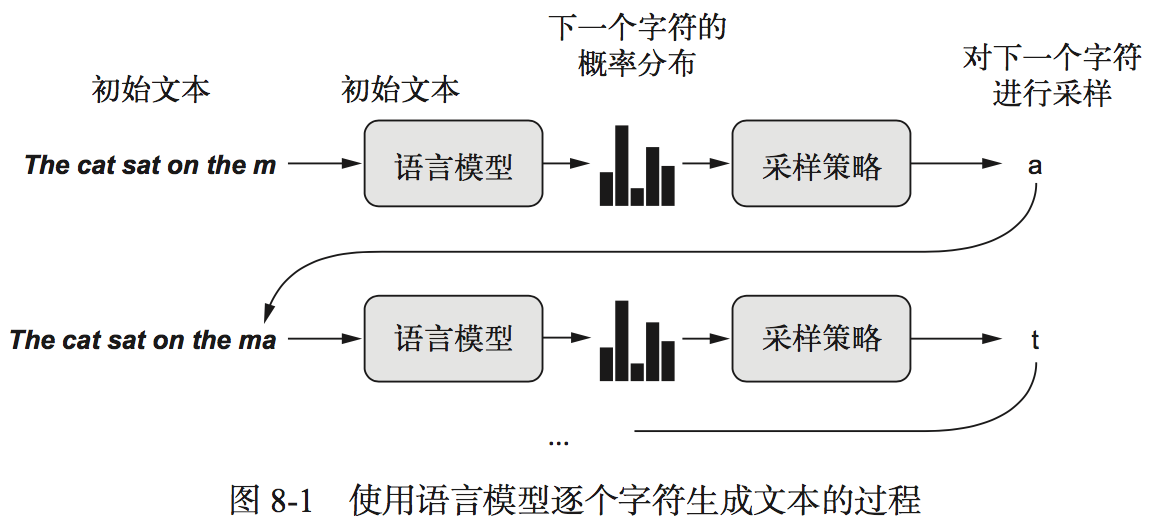 初始文本
初始文本
下一个字符的
概率分布
对下一个字符
进行采样
The cat sat on the m
语言模型
采样策略
a
The cat sat on the ma
语言模型
采样策略
t
...
图 8-1 使用语言模型逐个字符生成文本的过程